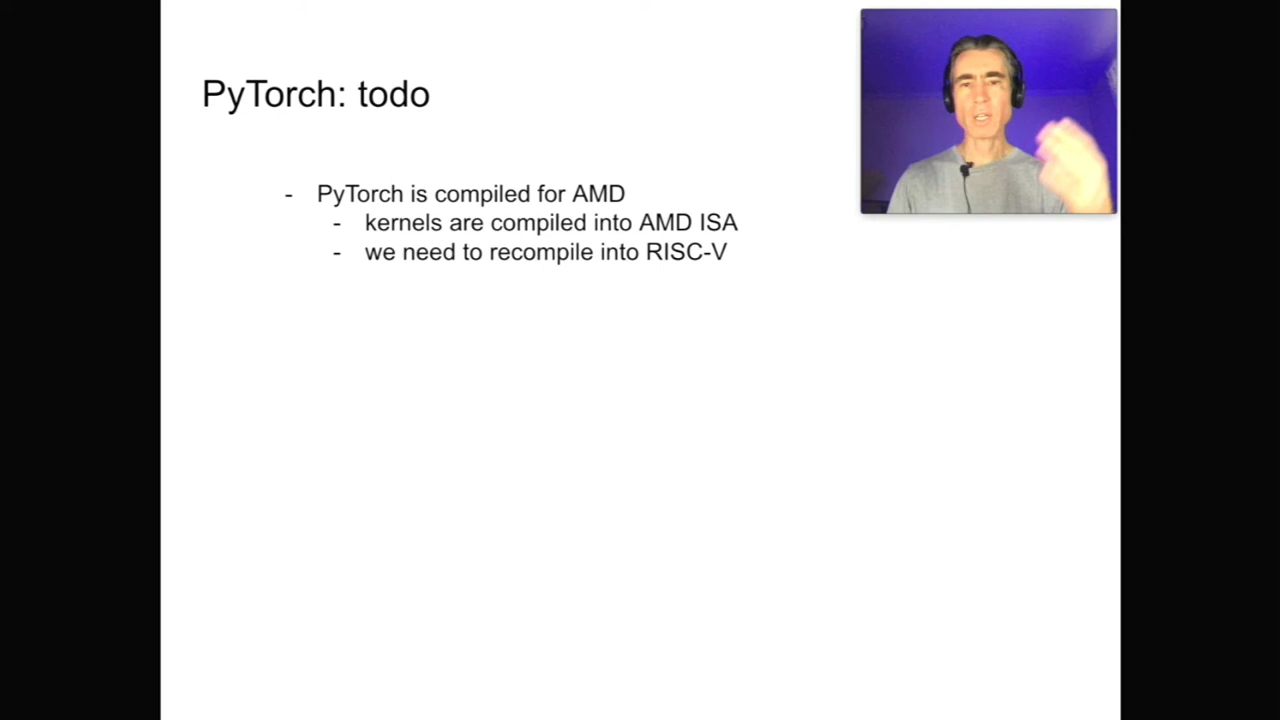 PyTorch: todo
- PyTorch is compiled for AMD
- kernels are compiled into AMD ISA
- we need to recompile into RISC-V